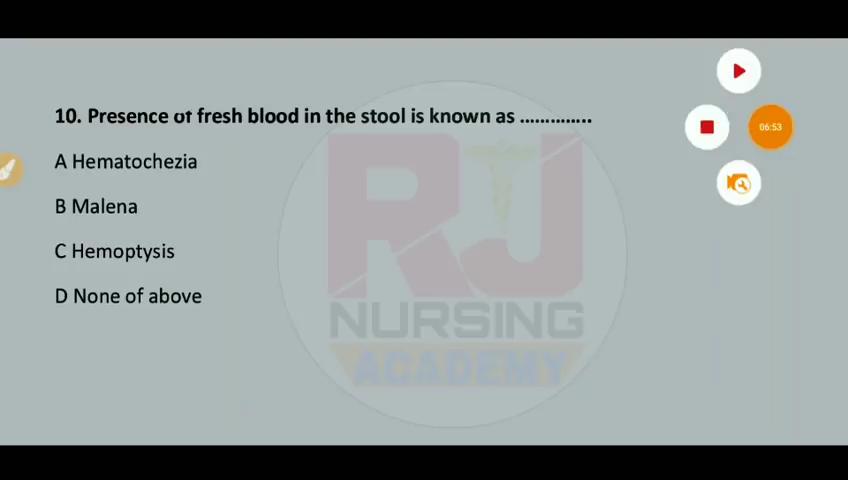 10. Presence of fresh blood in the stool is known as ..............
A Hematochezia
B Malena
C Hemoptysis
D None of above
RJ
NURSING
ACADEMY
06:53